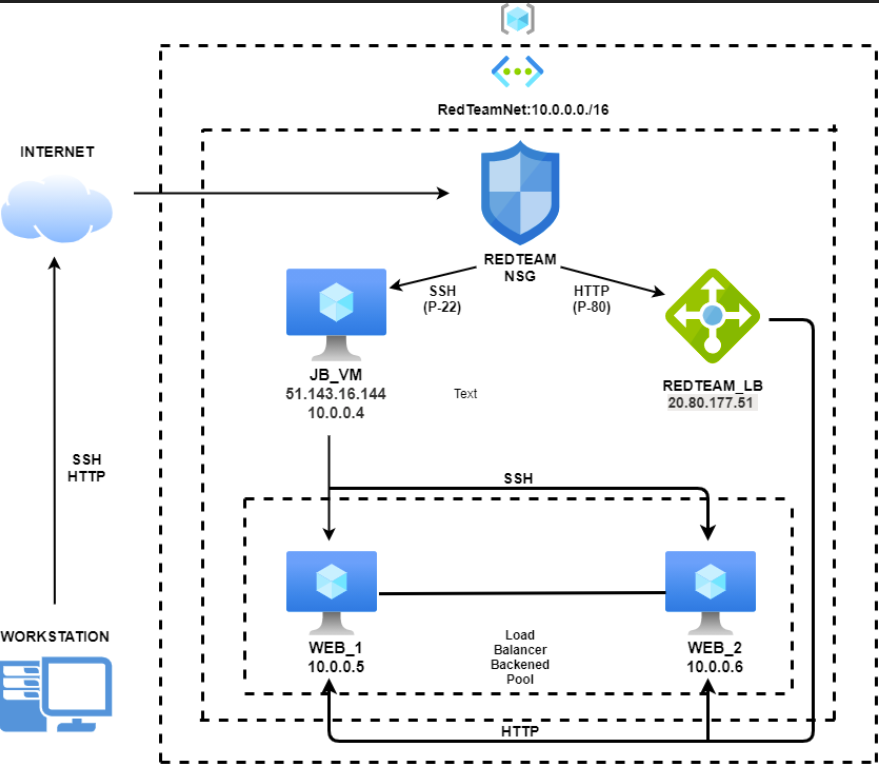 RedTeamNet:10.0.0.0./16
INTERNET
REDTEAM
NSG
SSH
(P-22)
HTTP
(P-80)
JB_VM
51.143.16.144
10.0.0.4
Text
REDTEAM_LB
20.80.177.51
SSH
HTTP
SSH
WORKSTATION
WEB_1
10.0.0.5
Load
Balancer
Backened
Pool
WEB_2
10.0.0.6
HTTP